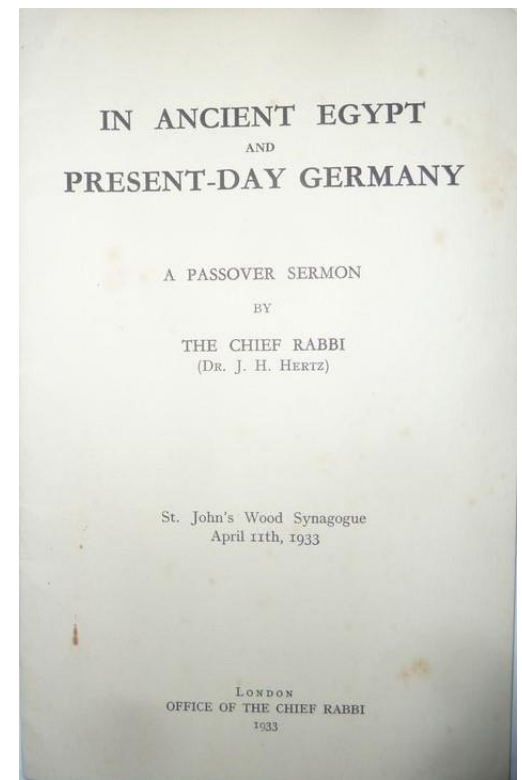 IN ANCIENT EGYPT
AND
PRESENT-DAY GERMANY
A PASSOVER SERMON
BY
THE CHIEF RABBI
(DR. J. H. HERTZ)
St. John's Wood Synagogue
April 11th, 1933
LONDON
OFFICE OF THE CHIEF RABBI
1933